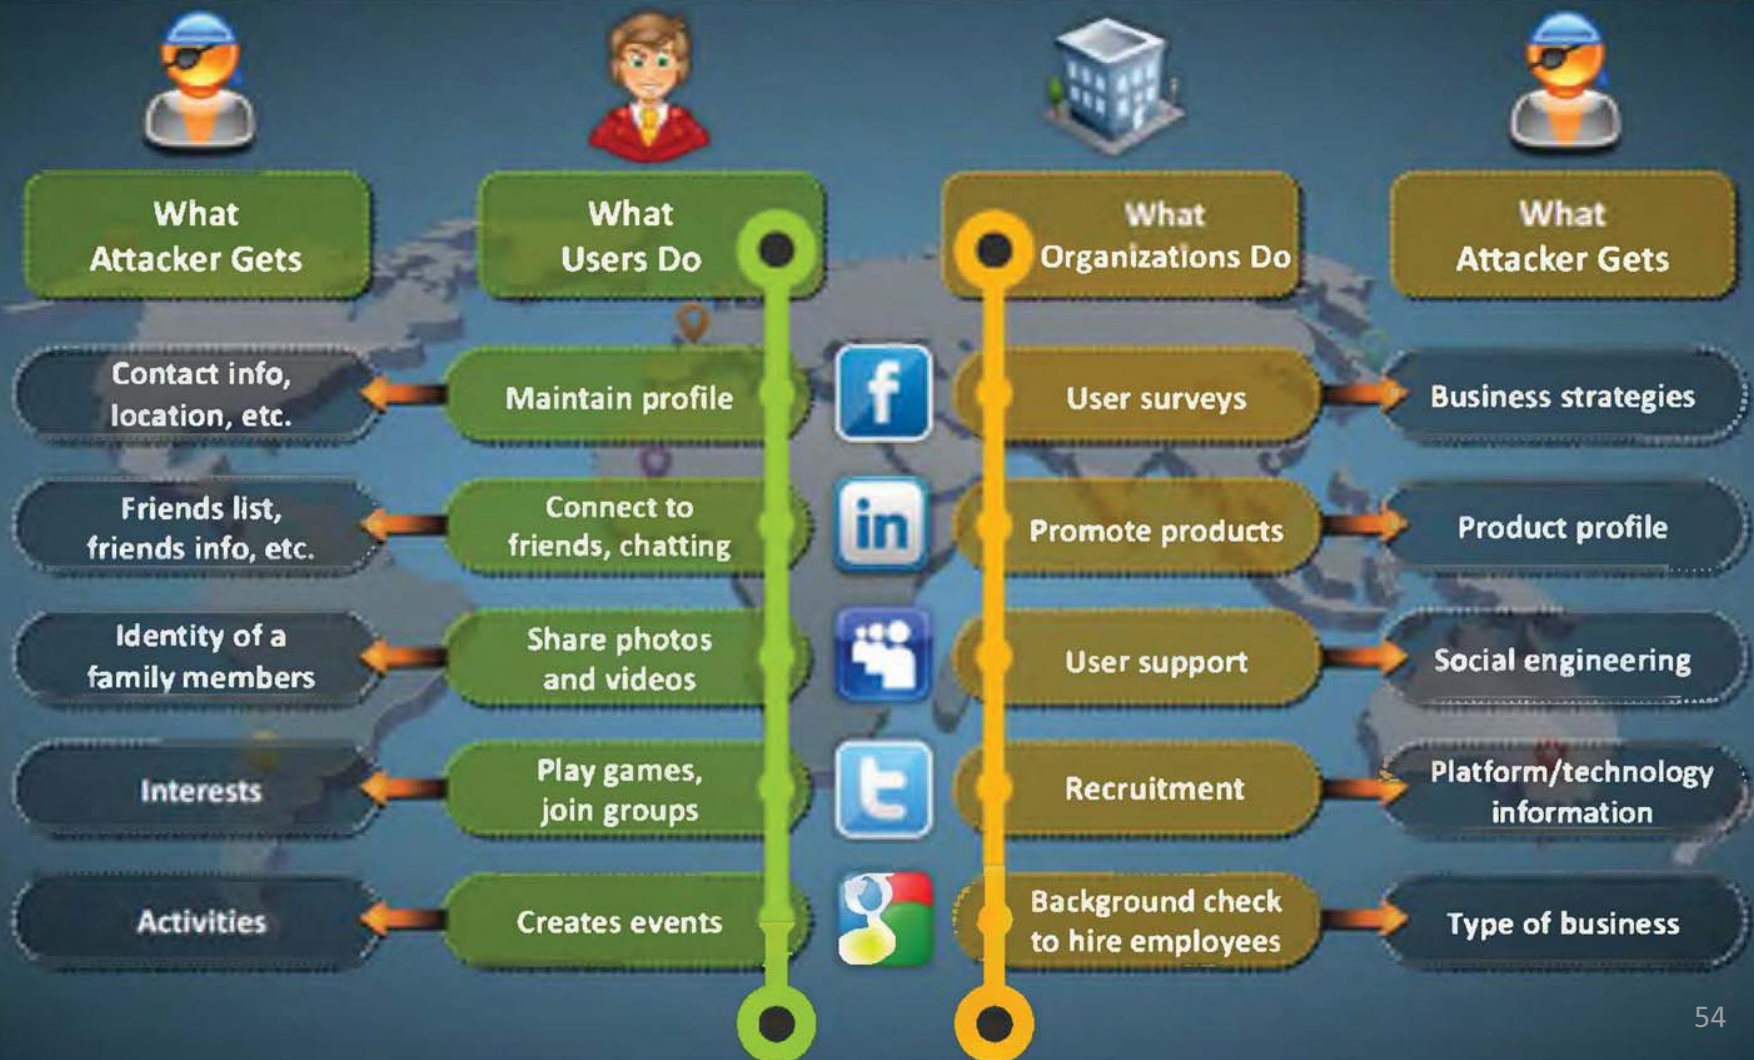 What
Attacker Gets
What
Users Do
What
Organizations Do
What
Attacker Gets
Contact info,
location, etc.
Maintain profile
f
User surveys
Business strategies
Friends list,
friends info, etc.
Connect to
friends, chatting
in
Promote products
Product profile
Identity of a
family members
Share photos
and videos
User support
Social engineering
Interests
Play games,
join groups
t
Recruitment
Platform/technology
information
Activities
Creates events
g
Background check
to hire employees
Type of business
54